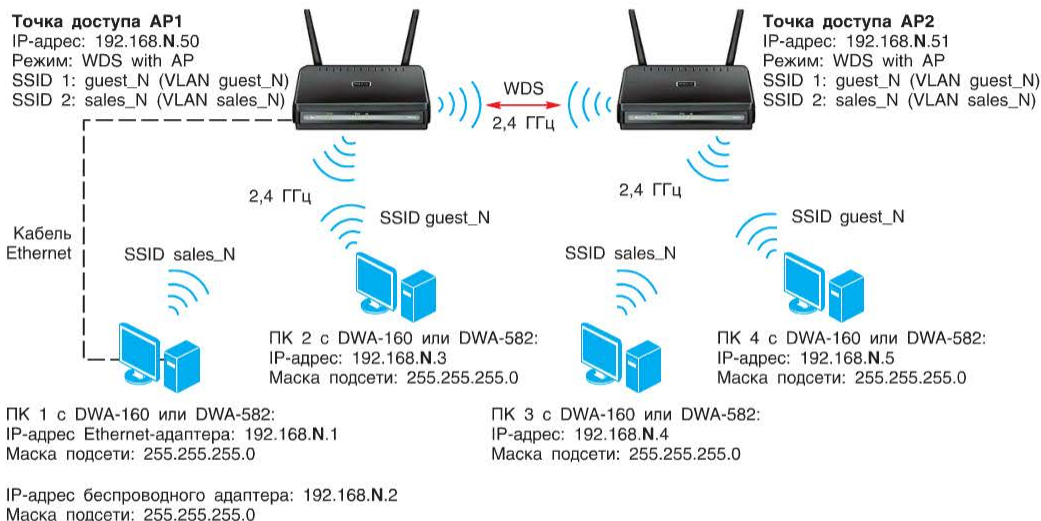 Точка доступа AP1
IP-адрес: 192.168.N.50
Режим: WDS with AP
SSID 1: guest_N (VLAN guest_N)
SSID 2: sales_N (VLAN sales_N)
WDS
2,4 ГГц
Точка доступа AP2
IP-адрес: 192.168.N.51
Режим: WDS with AP
SSID 1: guest_N (VLAN guest_N)
SSID 2: sales_N (VLAN sales_N)
2,4 ГГц
2,4 ГГц
SSID guest_N
SSID guest_N
Кабель
Ethernet
SSID sales_N
SSID sales_N
ПК 2 с DWA-160 или DWA-582:
IP-адрес: 192.168.N.3
Маска подсети: 255.255.255.0
ПК 4 с DWA-160 или DWA-582:
IP-адрес: 192.168.N.5
Маска подсети: 255.255.255.0
ПК 1 с DWA-160 или DWA-582:
IP-адрес Ethernet-адаптера: 192.168.N.1
Маска подсети: 255.255.255.0
IP-адрес беспроводного адаптера: 192.168.N.2
Маска подсети: 255.255.255.0
ПК 3 с DWA-160 или DWA-582:
IP-адрес: 192.168.N.4
Маска подсети: 255.255.255.0